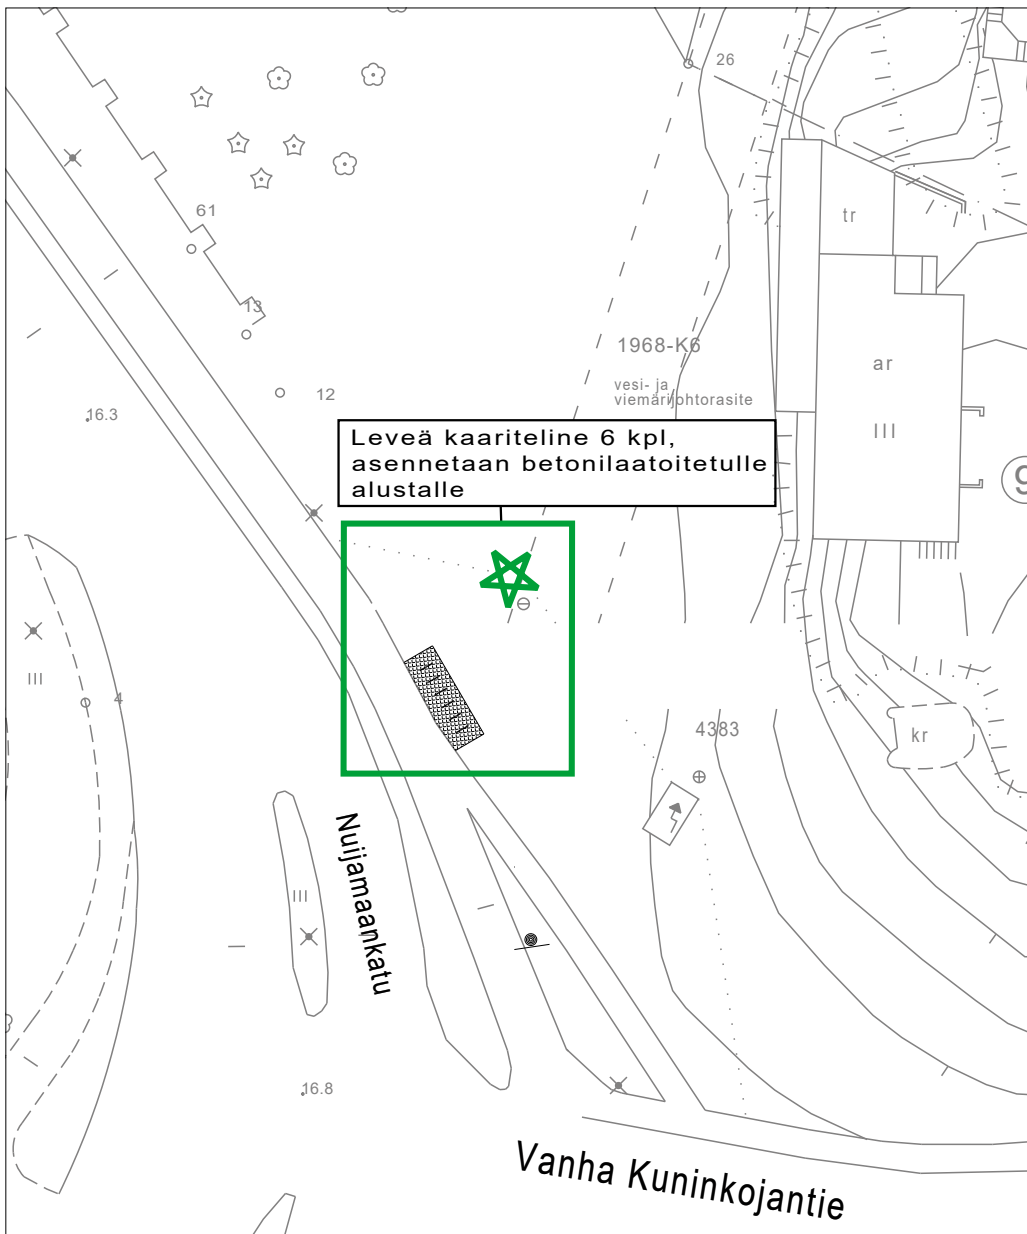 26
61
tr
13
1968-K6
ar
12
vesi- ja
viemärijohtorasite
16.3
III
Leveä kaariteline 6 kpl,
asennetaan betonilaatoitetulle
alustalle
9
III
4
4383
kr
Nuijamaankatu
III
16.8
Vanha Kuninkojantie